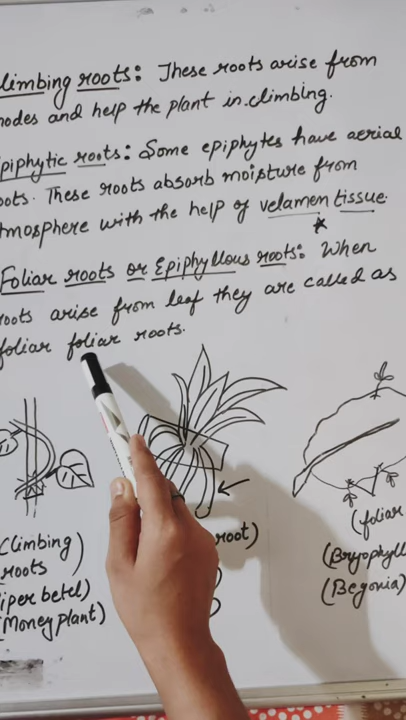 limbing roots: These roots arise from
nodes and help the plant in climbing.
piphytic roots: Some epiphytes have aerial
oots. These roots absorb moisture from
tmosphere with the help of velamen tissue.
Foliar roots or Epiphyllous roots: When
roots arise from leaf they are called as
foliar foliar roots.
(Climbing
roots)
iper betel)
(Money plant)
root)
(foliar
(Bryophyll
(Begonia)